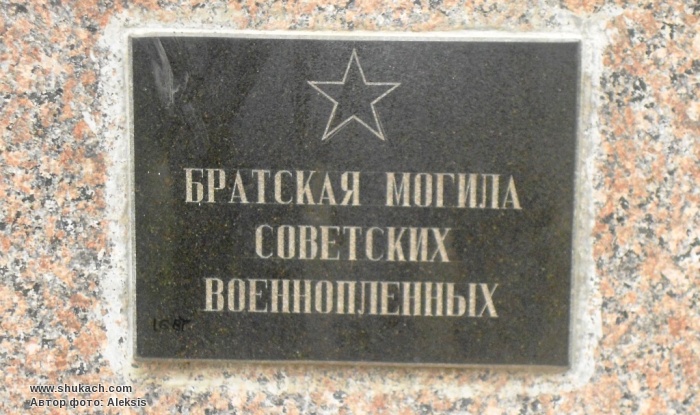 БРАТСКАЯ МОГИЛА
СОВЕТСКИХ
ВОЕННОПЛЕННЫХ
www.shukach.com
Автор фото: Aleksis